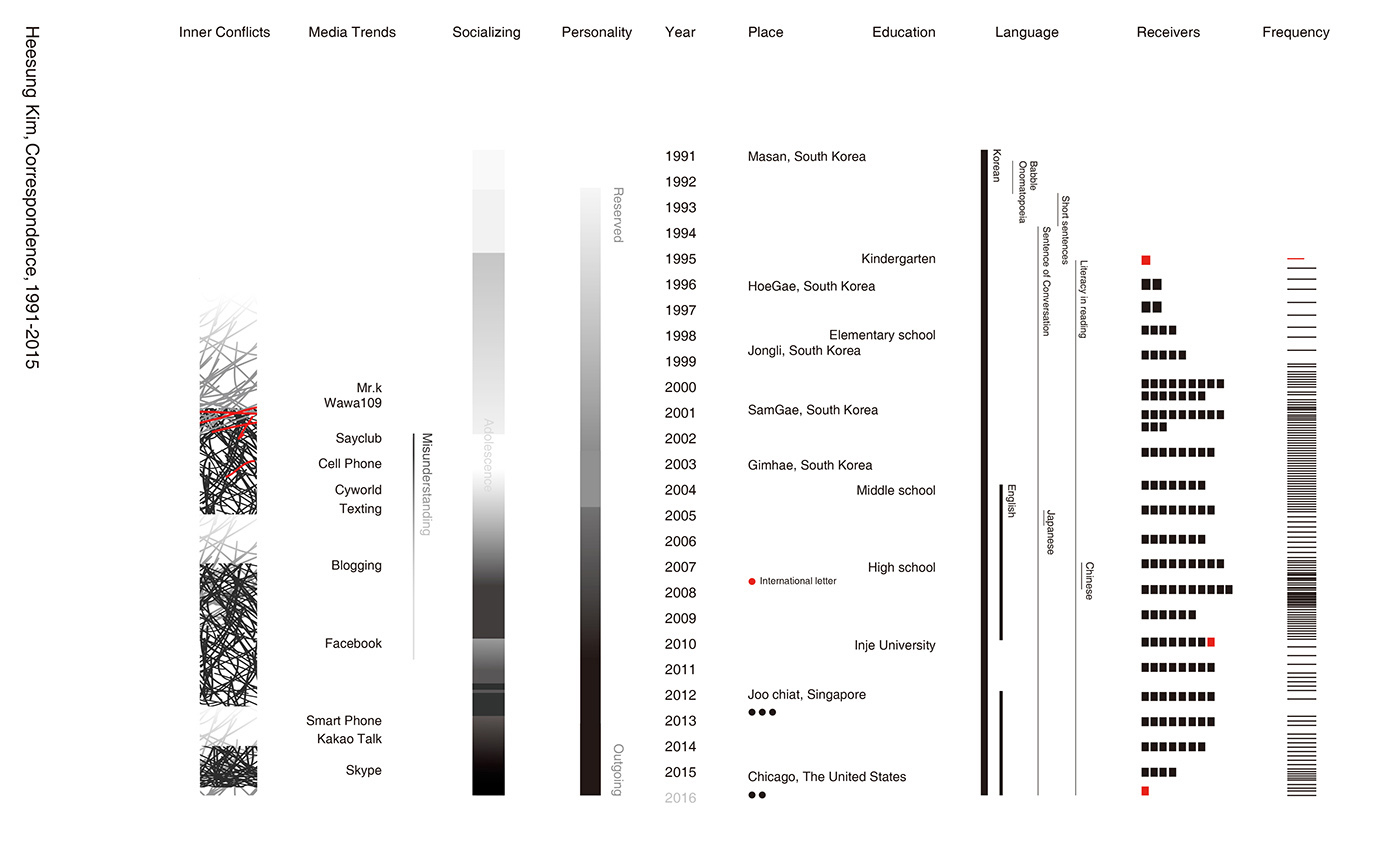 Heesung Kim, Correspondence, 1991-2015
Inner Conflicts
Media Trends
Socializing
Personality
Year
Place
Education
Language
Receivers
Frequency
Mr.k
Wawa109
Sayclub
Cell Phone
Cyworld
Texting
Blogging
Facebook
Smart Phone
Kakao Talk
Skype
Misunderstanding
Adolescence
Reserved
Outgoing
1991
1992
1993
1994
1995
1996
1997
1998
1999
2000
2001
2002
2003
2004
2005
2006
2007
2008
2009
2010
2011
2012
2013
2014
2015
2016
Masan, South Korea
HoeGae, South Korea
Jongli, South Korea
SamGae, South Korea
Gimhae, South Korea
International letter
Joo chiat, Singapore
Chicago, The United States
Kindergarten
Elementary school
Middle school
High school
Inje University
Korean
Babble
Onomatopoeia
Short sentences
Sentence of Conversation
Literacy in reading
English
Japanese
Chinese